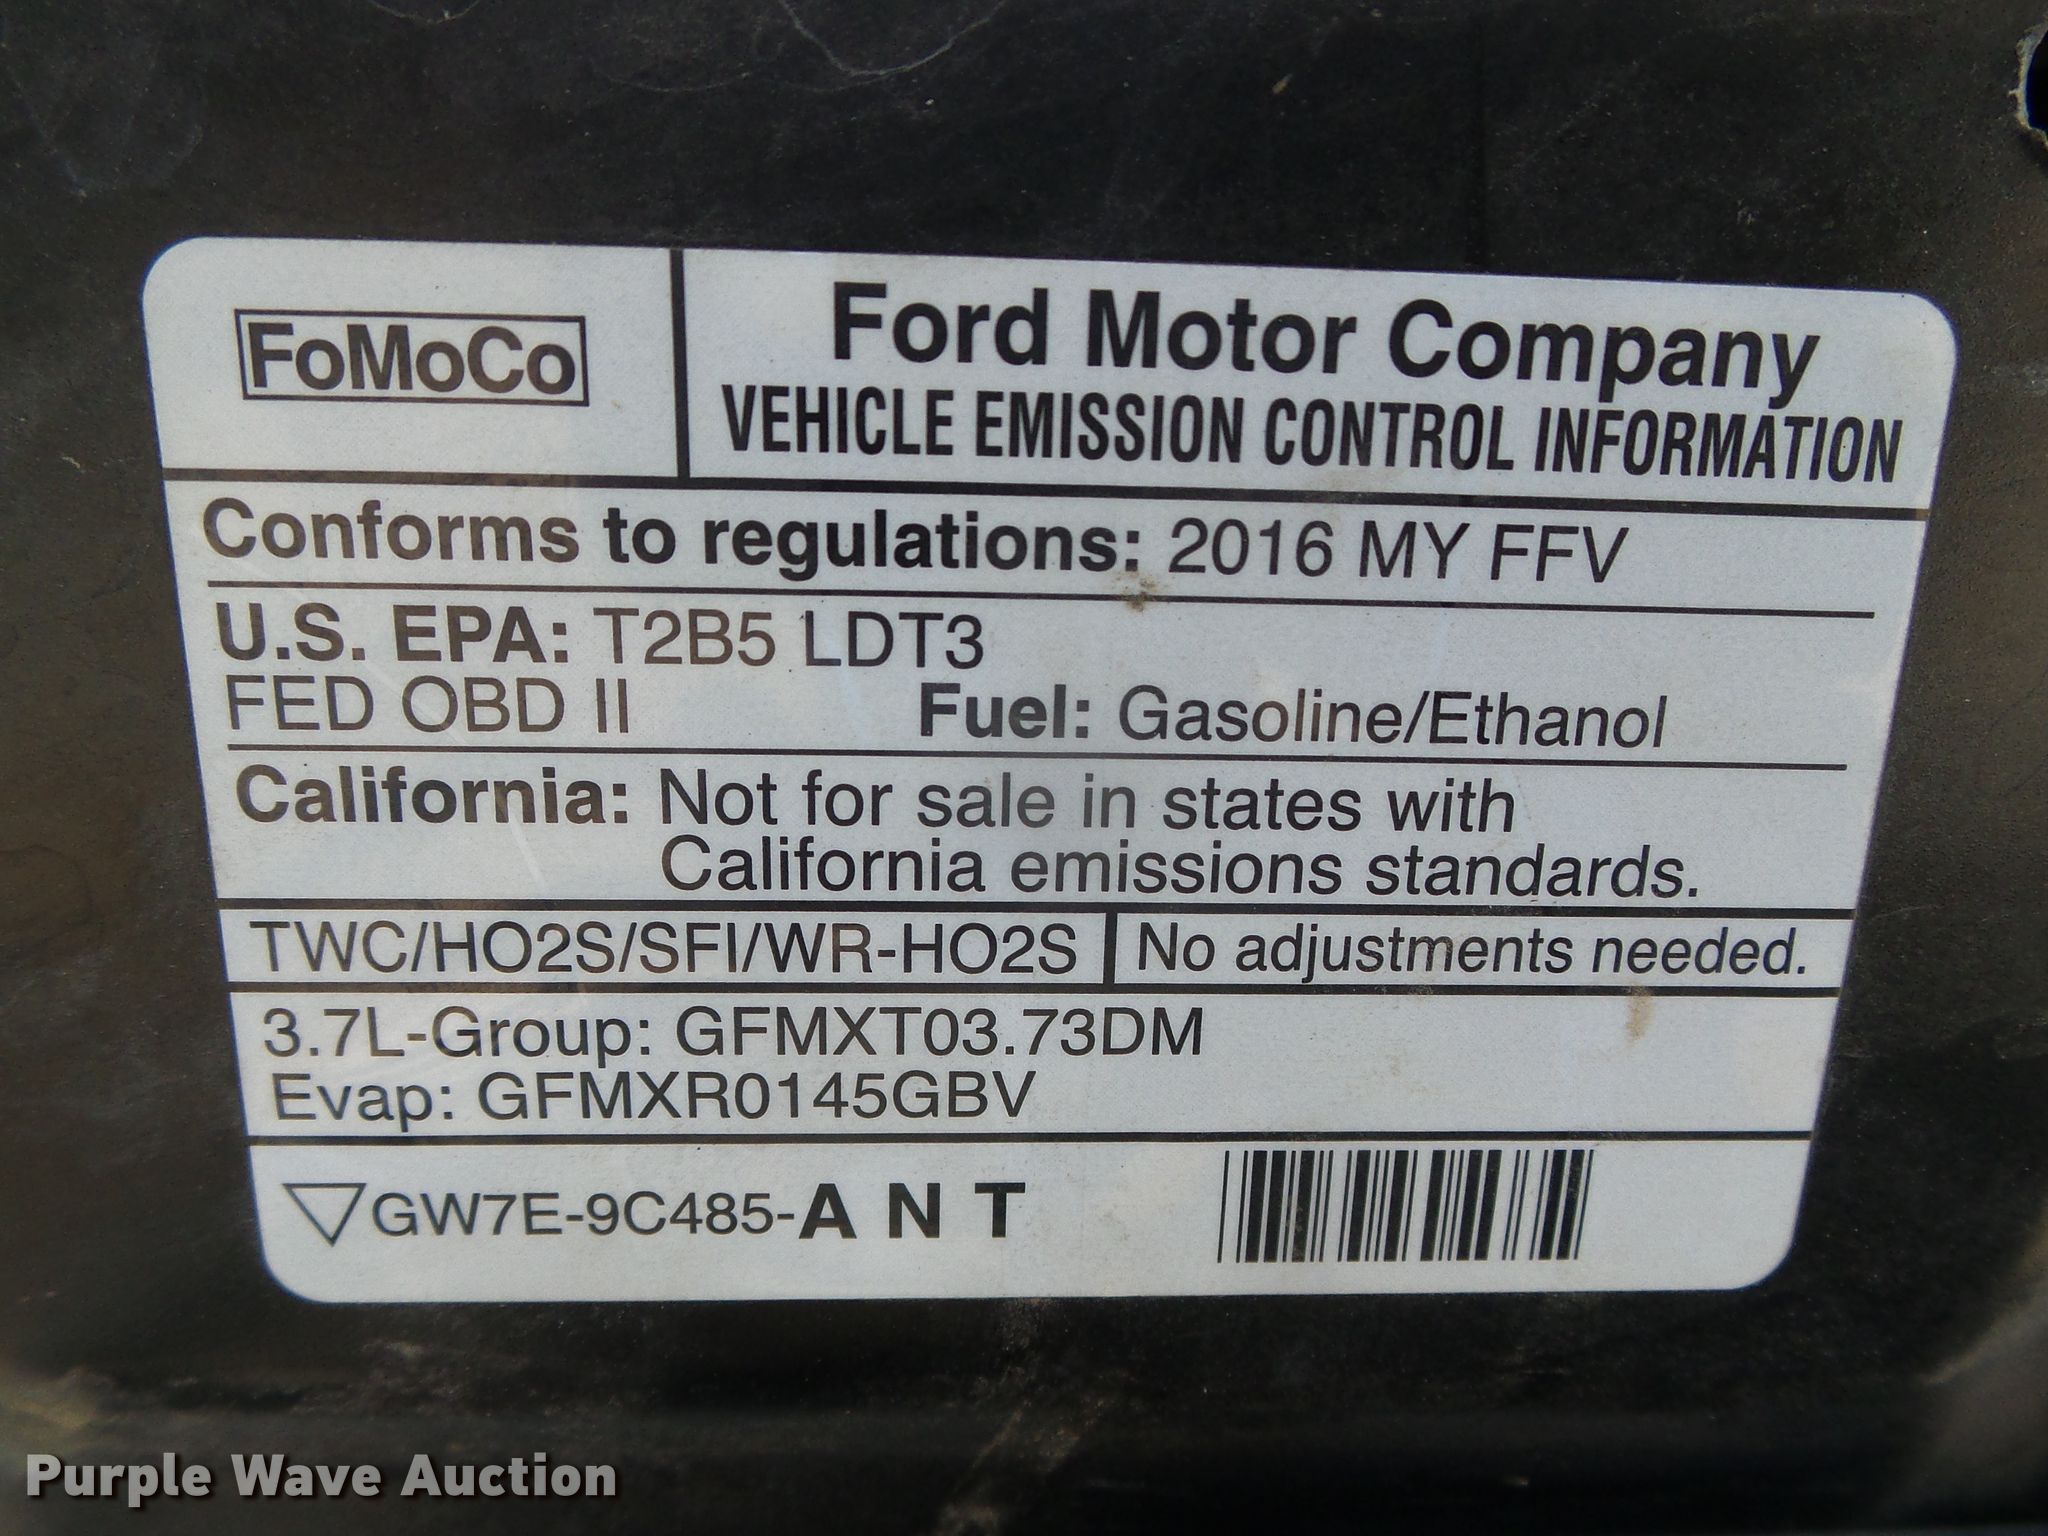 FoMoCo
Ford Motor Company
VEHICLE EMISSION CONTROL INFORMATION
Conforms to regulations: 2016 MY FFV
U.S. EPA: T2B5 LDT3
FED OBD II Fuel: Gasoline/Ethanol
California: Not for sale in states with
California emissions standards.
TWC/HO2S/SFI/WR-HO2S No adjustments needed.
3.7L-Group: GFMXT03.73DM
Evap: GFMXR0145GBV
GW7E-9C485-A N T
Purple Wave Auction